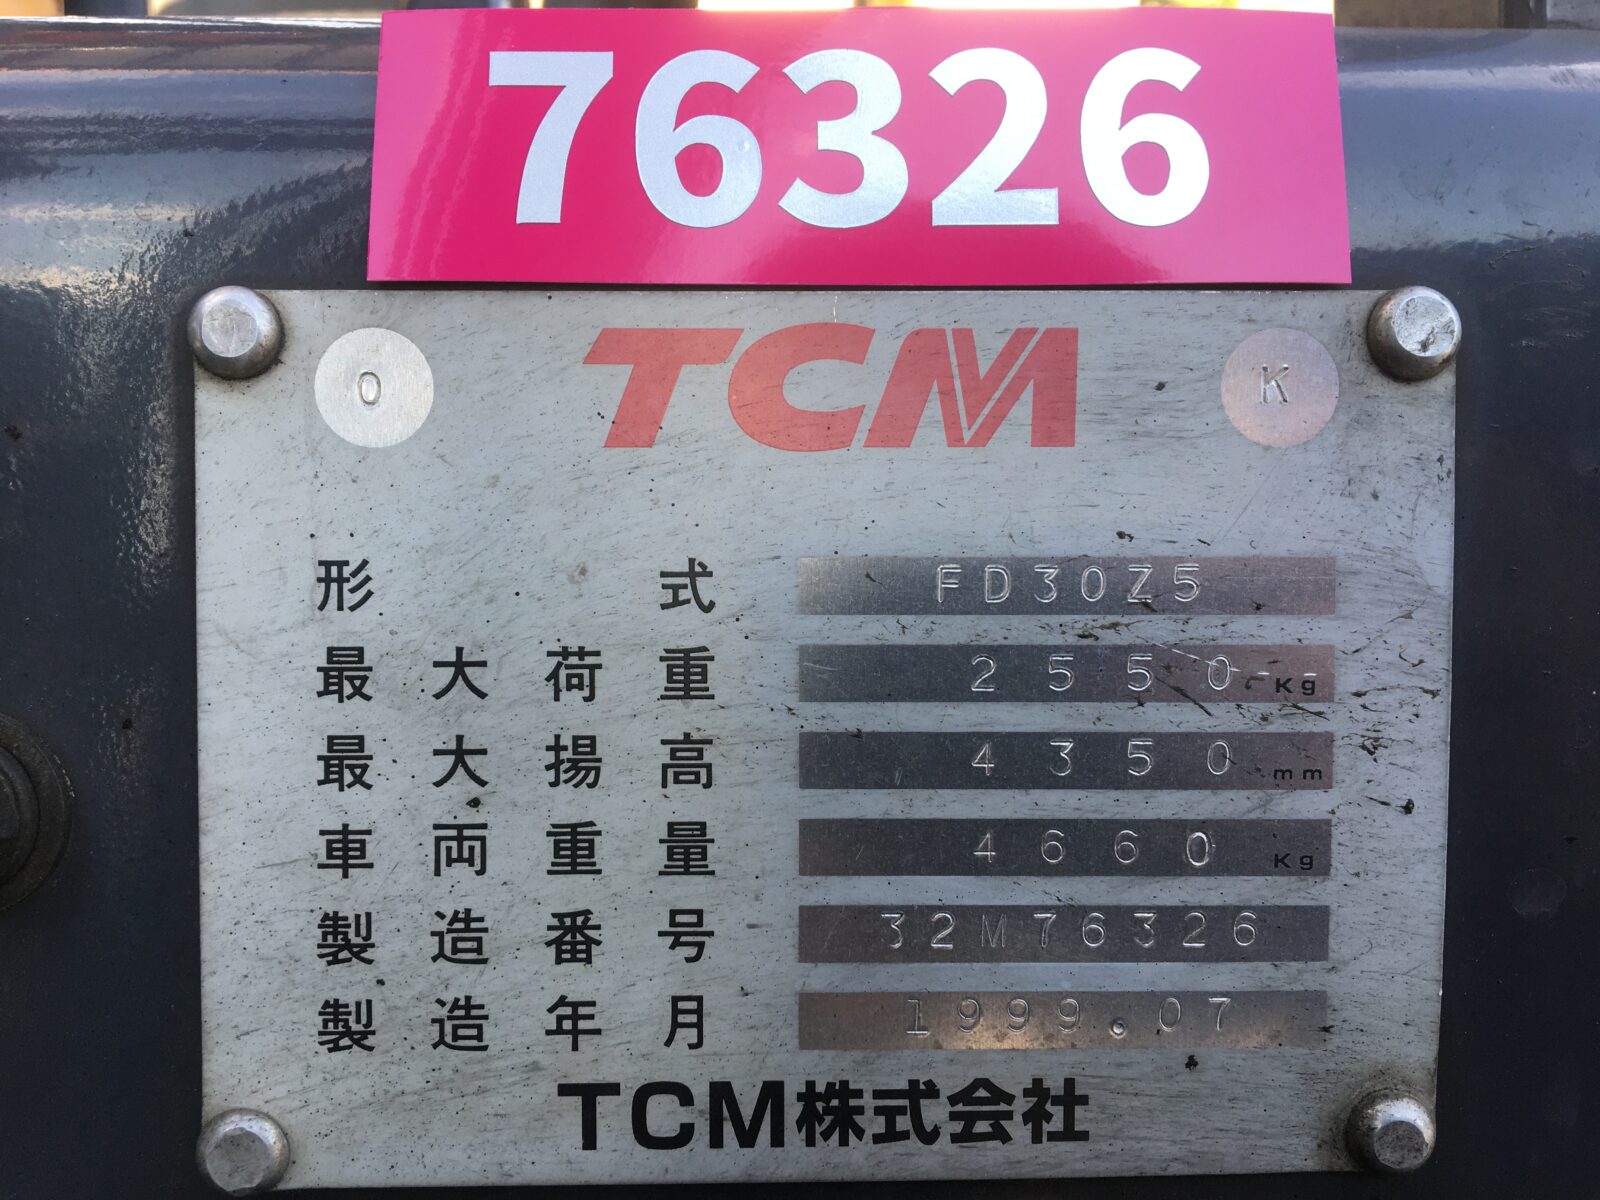 76326
O TCM K
形式 FD30Z5
最大荷重 2550 Kg
最大揚高 4350 mm
車両重量 4660 Kg
製造番号 32M76326
製造年月 1999.07
TCM株式会社